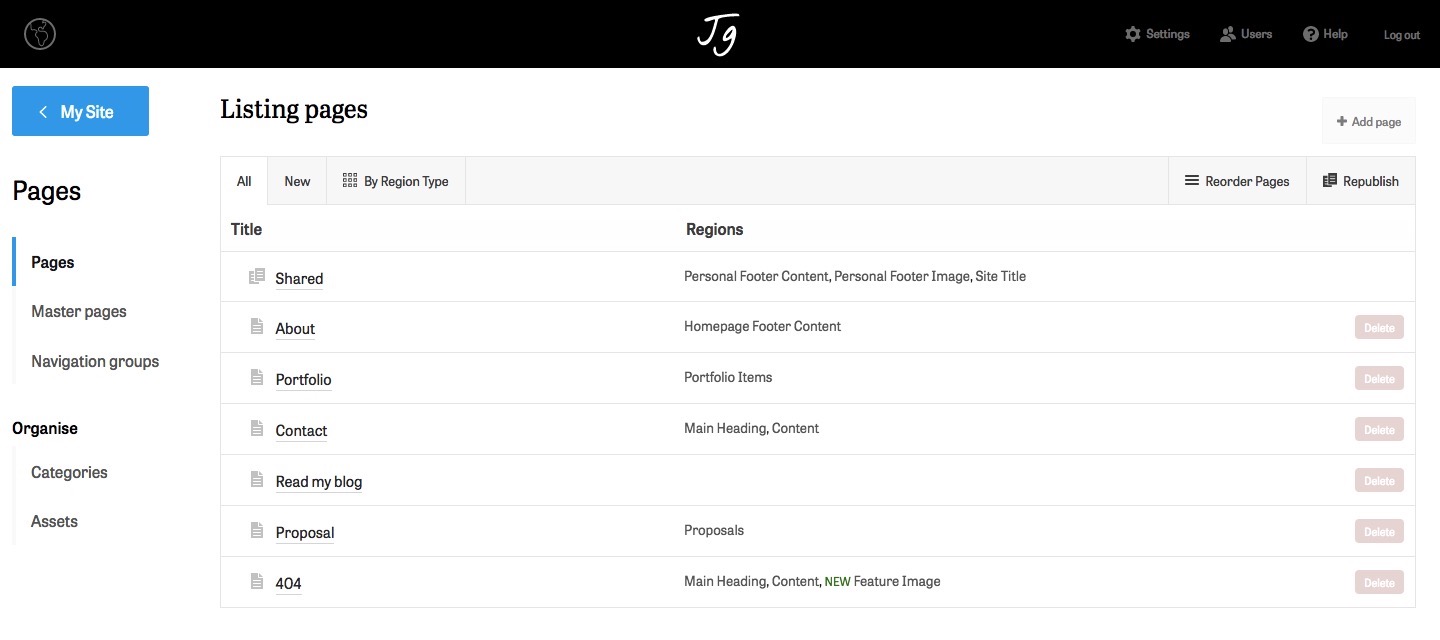 Jg
Settings Users Help Log out
My Site
Listing pages
Add page
Pages
All New By Region Type Reorder Pages Republish
Title Regions
Pages
Master pages
Navigation groups
Organise
Categories
Assets
Shared Personal Footer Content, Personal Footer Image, Site Title
About Homepage Footer Content Delete
Portfolio Portfolio Items Delete
Contact Main Heading, Content Delete
Read my blog Delete
Proposal Proposals Delete
404 Main Heading, Content, NEW Feature Image Delete